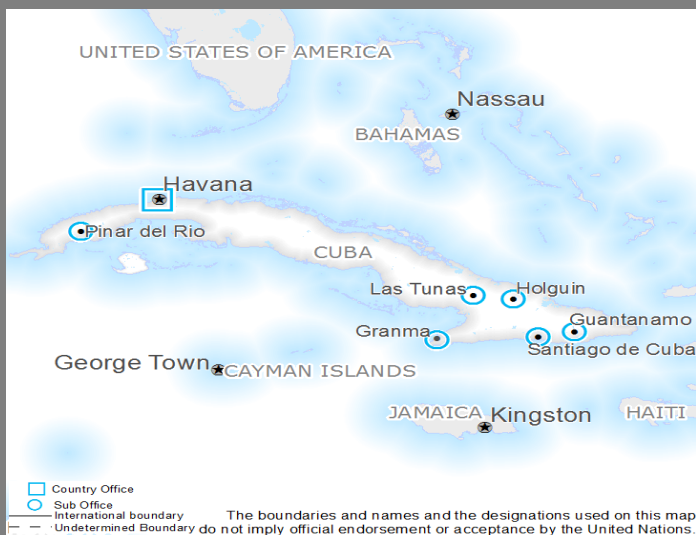 UNITED STATES OF AMERICA
Nassau
BAHAMAS
Havana
Pinar del Rio
CUBA
Las Tunas
Holguin
Granma
Guantanamo
Santiago de Cuba
George Town
CAYMAN ISLANDS
JAMAICA
Kingston
HAITI
Country Office
Sub Office
International boundary
Undetermined Boundary
The boundaries and names and the designations used on this map
do not imply official endorsement or acceptance by the United Nations.